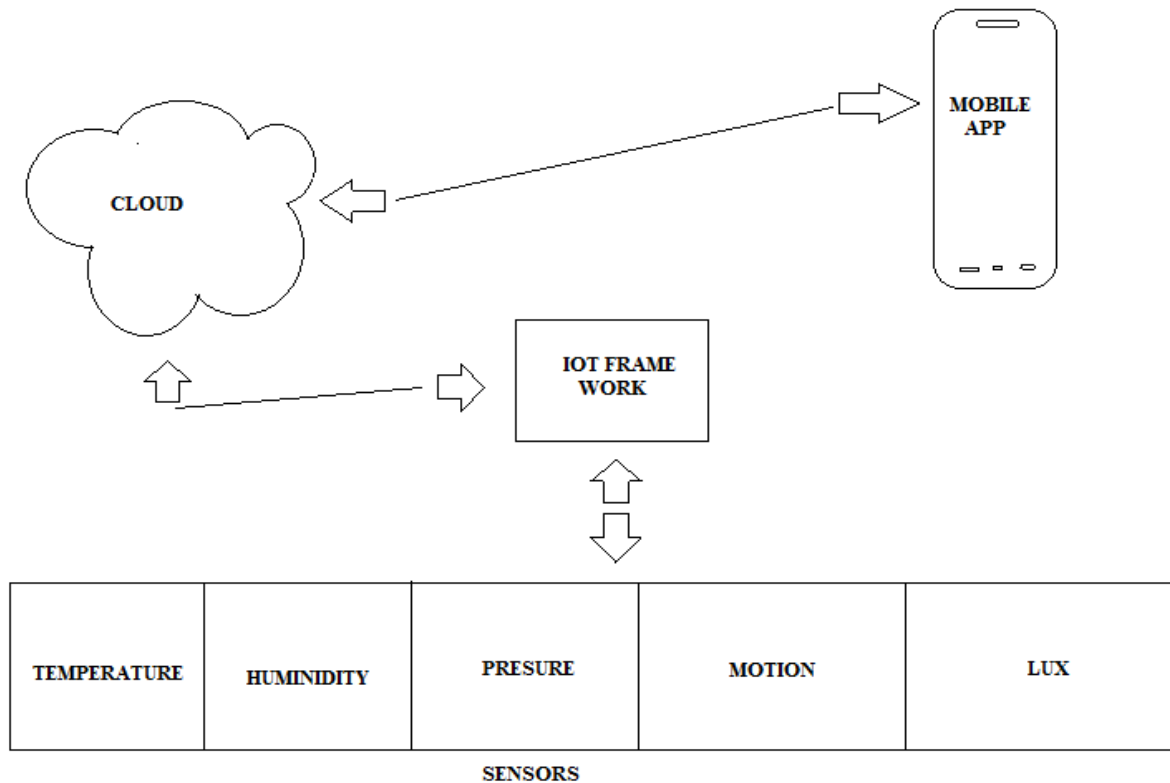 MOBILE
APP
CLOUD
IOT FRAME
WORK
TEMPERATURE
HUMINIDITY
PRESURE
MOTION
LUX
SENSORS